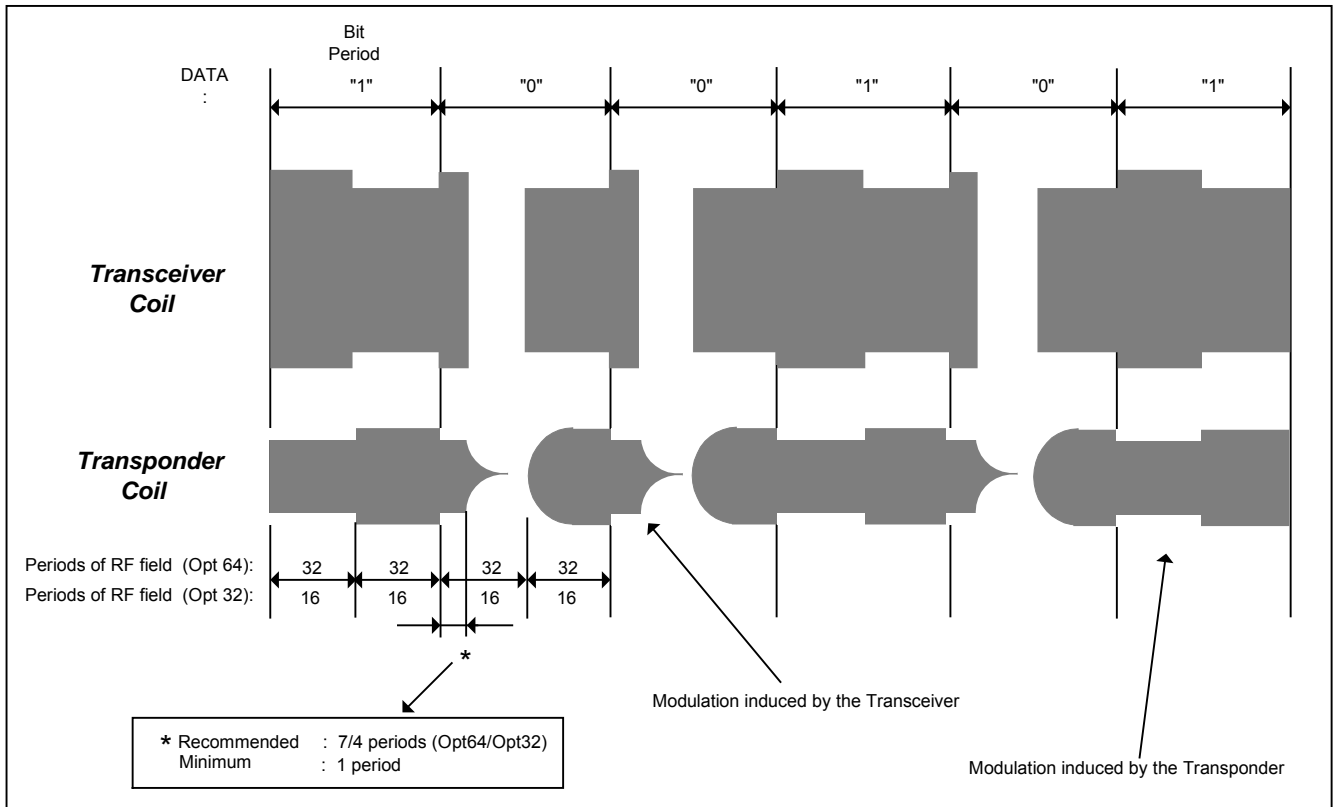 Bit
Period
DATA
:
"1" "0" "0" "1" "0" "1"
Transceiver
Coil
Transponder
Coil
Periods of RF field (Opt 64): 32 32 32 32
Periods of RF field (Opt 32): 16 16 16 16
*
Modulation induced by the Transceiver
* Recommended : 7/4 periods (Opt64/Opt32)
Minimum : 1 period
Modulation induced by the Transponder